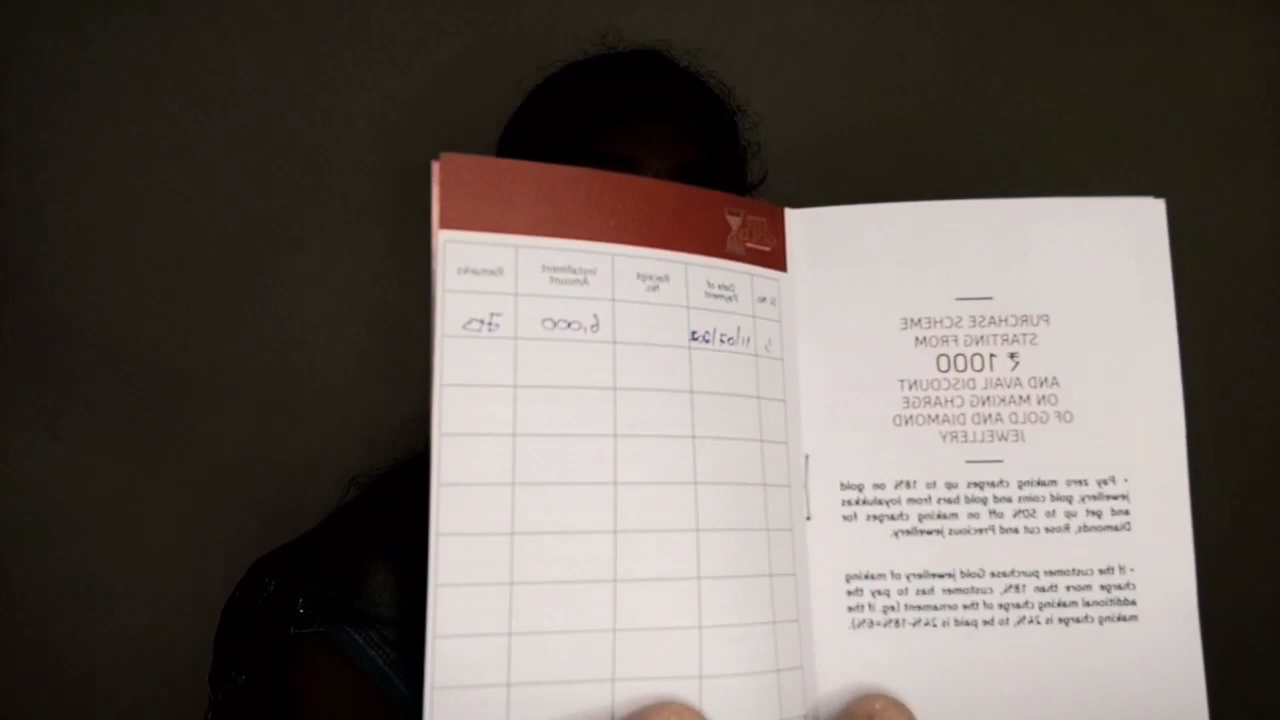 PURCHASE SCHEME
STARTING FROM
₹ 1000
AND AVAIL DISCOUNT
ON MAKING CHARGE
OF GOLD AND DIAMOND
JEWELLERY
• Pay zero making charges up to 18% on gold
jewellery, gold coins and gold bars from Joyalukkas
and get up to 50% off on making charges for
Diamonds, Rose cut and Precious jewellery.
• If the customer purchase Gold jewellery of making
charge more than 18%, customer has to pay the
additional making charge of the ornament (eg. if the
making charge is 24%, to be paid is 24%-18%=6%).
Sl. No. Date of Payment Receipt No. Installment Amount Remarks
6,000